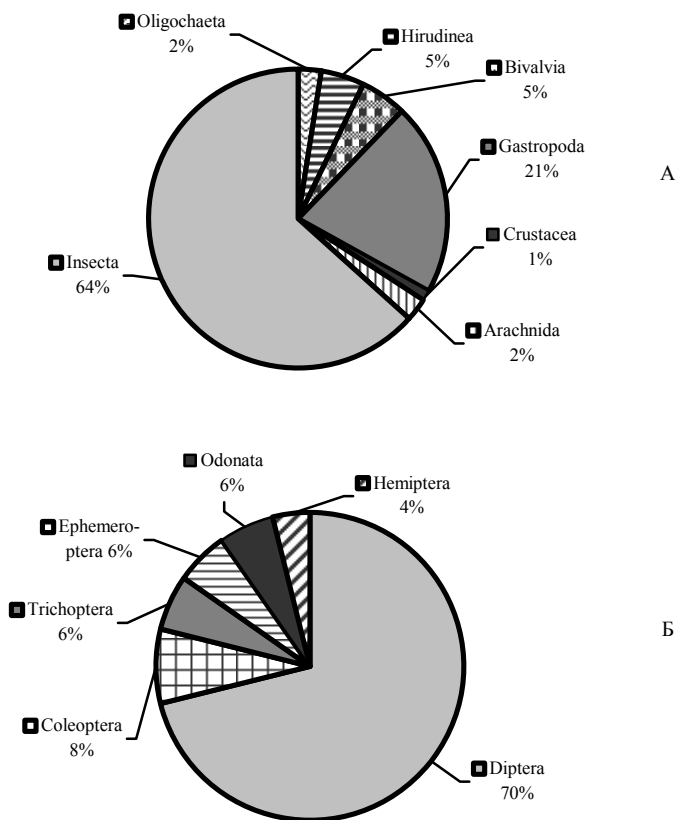 Oligochaeta
2%
Hirudinea
5%
Bivalvia
5%
Gastropoda
21%
А
Crustacea
1%
Insecta
64%
Arachnida
2%
Odonata
6%
Hemiptera
4%
Ephemero-
ptera 6%
Trichoptera
6%
Б
Coleoptera
8%
Diptera
70%